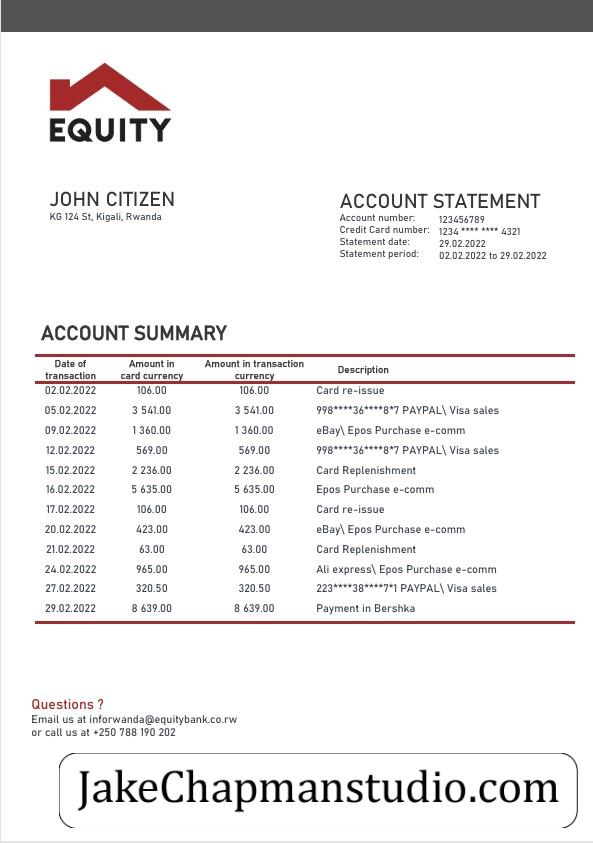 EQUITY
JOHN CITIZEN
KG 124 St, Kigali, Rwanda
ACCOUNT STATEMENT
Account number: 123456789
Credit Card number: 1234 **** **** 4321
Statement date: 29.02.2022
Statement period: 02.02.2022 to 29.02.2022
ACCOUNT SUMMARY
Date of transaction Amount in card currency Amount in transaction currency Description
02.02.2022 106.00 106.00 Card re-issue
05.02.2022 3 541.00 3 541.00 998****36****8*7 PAYPAL\ Visa sales
09.02.2022 1 360.00 1 360.00 eBay\ Epos Purchase e-comm
12.02.2022 569.00 569.00 998****36****8*7 PAYPAL\ Visa sales
15.02.2022 2 236.00 2 236.00 Card Replenishment
16.02.2022 5 635.00 5 635.00 Epos Purchase e-comm
17.02.2022 106.00 106.00 Card re-issue
20.02.2022 423.00 423.00 eBay\ Epos Purchase e-comm
21.02.2022 63.00 63.00 Card Replenishment
24.02.2022 965.00 965.00 Ali express\ Epos Purchase e-comm
27.02.2022 320.50 320.50 223****38****7*1 PAYPAL\ Visa sales
29.02.2022 8 639.00 8 639.00 Payment in Bershka
Questions ?
Email us at inforwanda@equitybank.co.rw
or call us at +250 788 190 202
JakeChapmanstudio.com